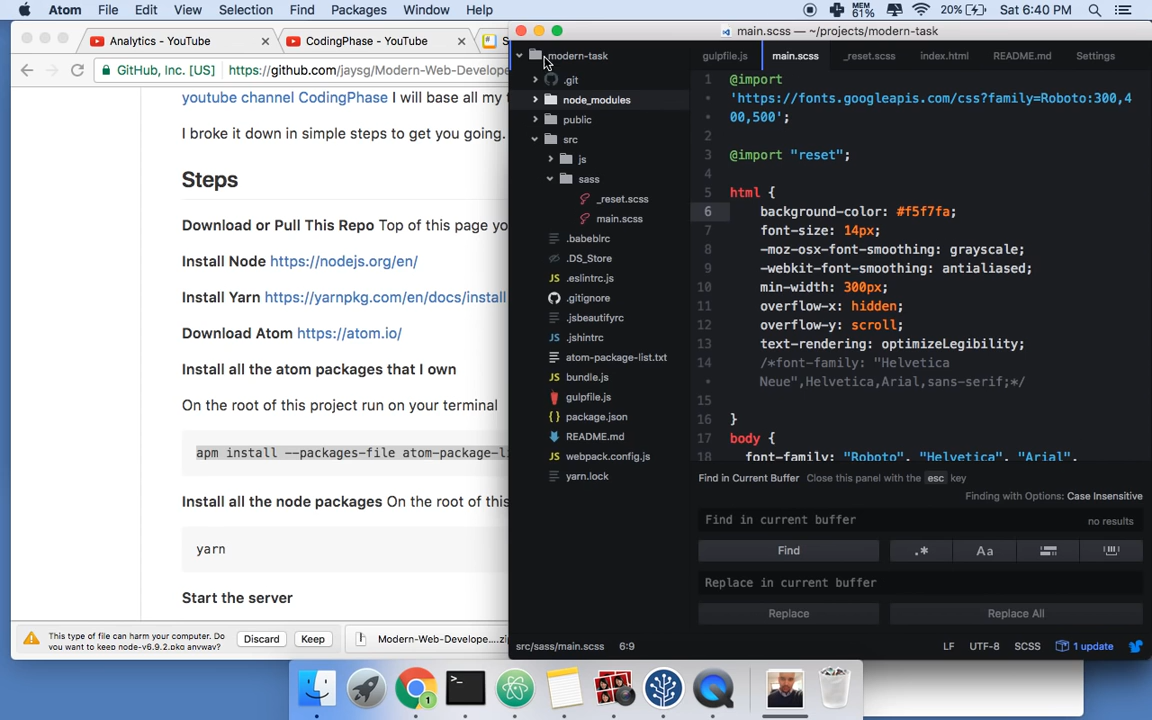 Atom File Edit View Selection Find Packages Window Help MEM 61% 20% Sat 6:40 PM
Analytics - YouTube
CodingPhase - YouTube
S
GitHub, Inc. [US] https://github.com/jaysg/Modern-Web-Develope
youtube channel CodingPhase I will base all my t
I broke it down in simple steps to get you going.
Steps
Download or Pull This Repo Top of this page yo
Install Node https://nodejs.org/en/
Install Yarn https://yarnpkg.com/en/docs/install
Download Atom https://atom.io/
Install all the atom packages that I own
On the root of this project run on your terminal
apm install --packages-file atom-package-li
Install all the node packages On the root of this
yarn
Start the server
This type of file can harm your computer. Do
you want to keep node-v6.9.2.pkg anyway?
Discard
Keep
Modern-Web-Develope....zi
main.scss — ~/projects/modern-task
modern-task
.git
node_modules
public
src
js
sass
_reset.scss
main.scss
.babelrc
.DS_Store
JS .eslintrc.js
.gitignore
.jsbeautifyrc
JS .jshintrc
atom-package-list.txt
JS bundle.js
gulpfile.js
{ } package.json
README.md
JS webpack.config.js
yarn.lock
gulpfile.js main.scss _reset.scss index.html README.md Settings
1 @import
• 'https://fonts.googleapis.com/css?family=Roboto:300,4
• 00,500';
2
3 @import "reset";
4
5 html {
6 background-color: #f5f7fa;
7 font-size: 14px;
8 -moz-osx-font-smoothing: grayscale;
9 -webkit-font-smoothing: antialiased;
10 min-width: 300px;
11 overflow-x: hidden;
12 overflow-y: scroll;
13 text-rendering: optimizeLegibility;
14 /*font-family: "Helvetica
• Neue",Helvetica,Arial,sans-serif;*/
15
16 }
17 body {
18 font-family: "Roboto", "Helvetica", "Arial",
Find in Current Buffer Close this panel with the esc key
Finding with Options: Case Insensitive
Find in current buffer no results
Find .* Aa
Replace in current buffer
Replace Replace All
src/sass/main.scss 6:9 LF UTF-8 SCSS 1 update
1